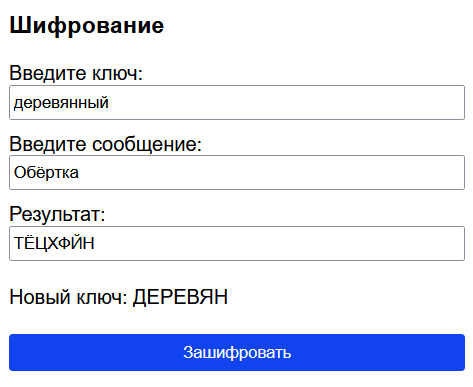 Шифрование
Введите ключ:
деревянный
Введите сообщение:
Обёртка
Результат:
ТЁЦХФЙН
Новый ключ: ДЕРЕВЯН
Зашифровать